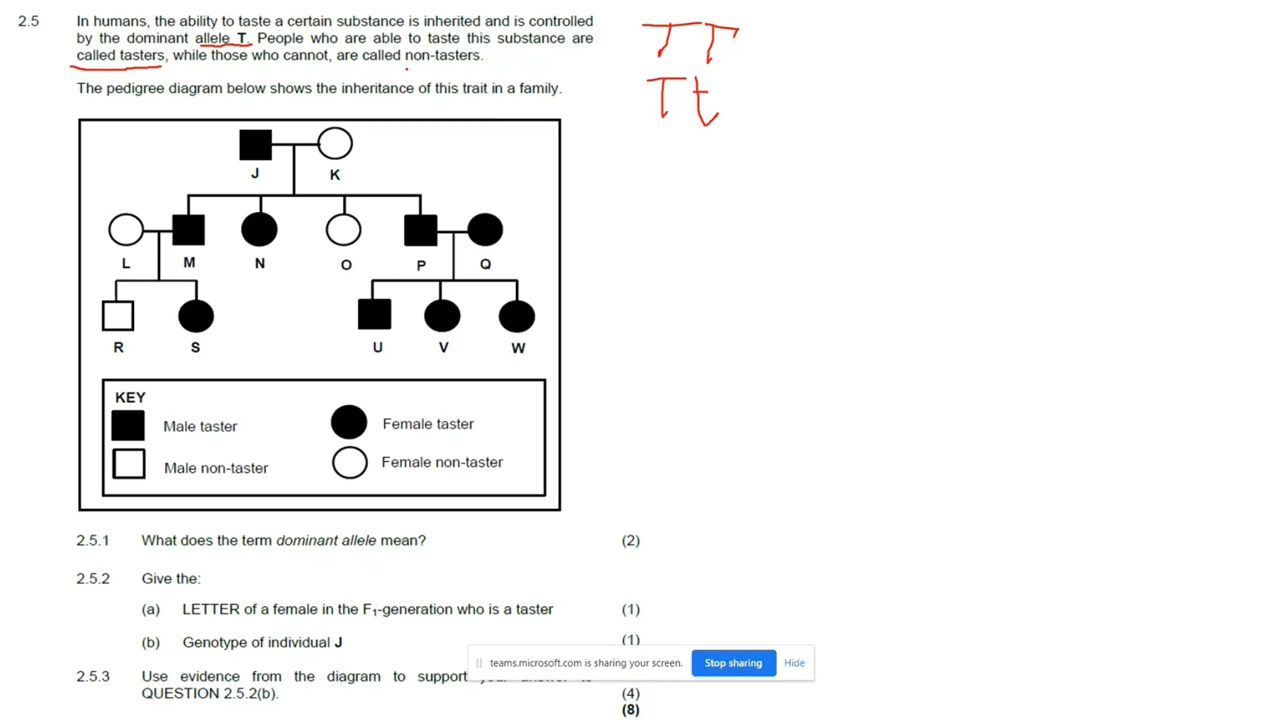 2.5 In humans, the ability to taste a certain substance is inherited and is controlled
by the dominant allele T. People who are able to taste this substance are
called tasters, while those who cannot, are called non-tasters.
The pedigree diagram below shows the inheritance of this trait in a family.
T T
T t
J K
L M N O P Q
R S U V W
KEY
Male taster Female taster
Male non-taster Female non-taster
2.5.1 What does the term dominant allele mean? (2)
2.5.2 Give the:
(a) LETTER of a female in the F1-generation who is a taster (1)
(b) Genotype of individual J (1)
teams.microsoft.com is sharing your screen. Stop sharing Hide
2.5.3 Use evidence from the diagram to support
QUESTION 2.5.2(b). (4)
(8)